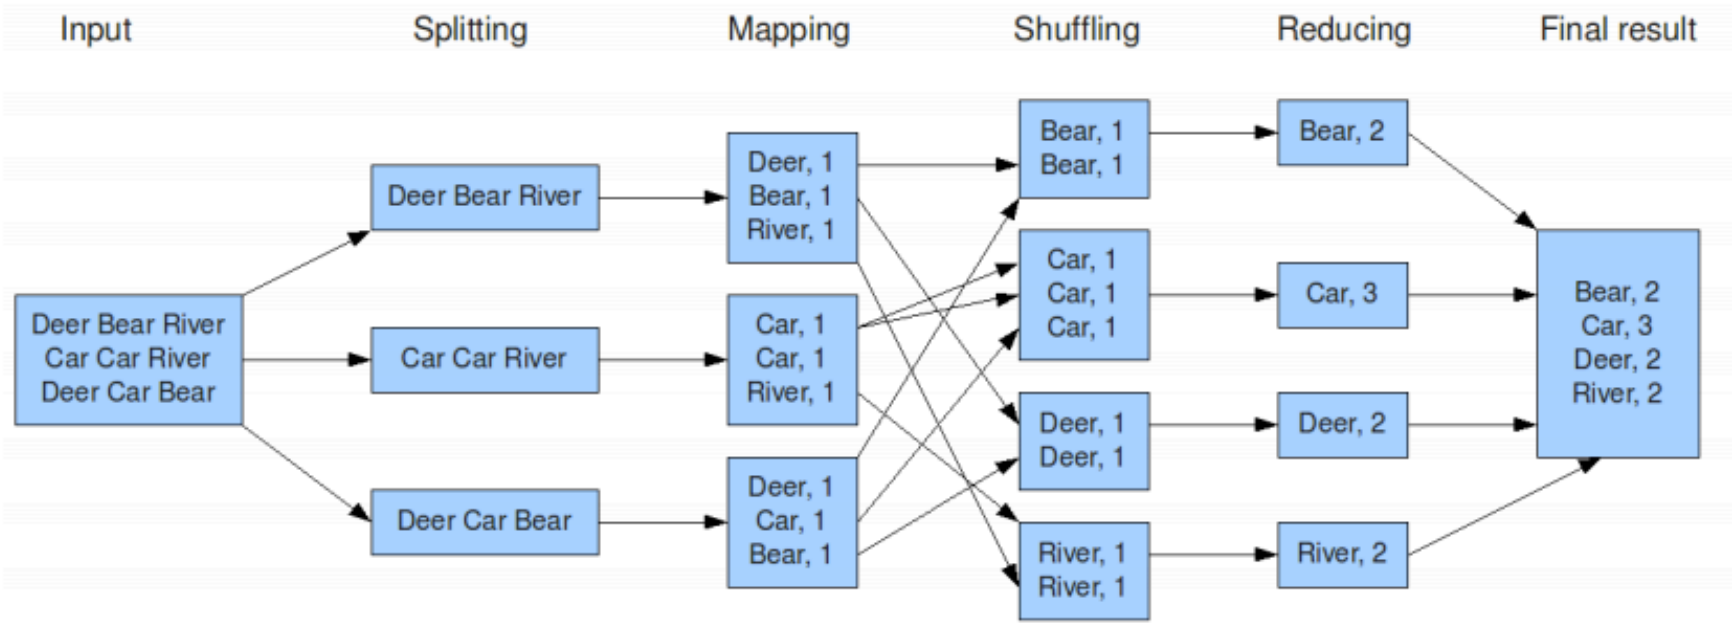 Input
Splitting
Mapping
Shuffling
Reducing
Final result
Deer Bear River
Car Car River
Deer Car Bear
Deer Bear River
Car Car River
Deer Car Bear
Deer, 1
Bear, 1
River, 1
Car, 1
Car, 1
River, 1
Deer, 1
Car, 1
Bear, 1
Bear, 1
Bear, 1
Car, 1
Car, 1
Car, 1
Deer, 1
Deer, 1
River, 1
River, 1
Bear, 2
Car, 3
Deer, 2
River, 2
Bear, 2
Car, 3
Deer, 2
River, 2